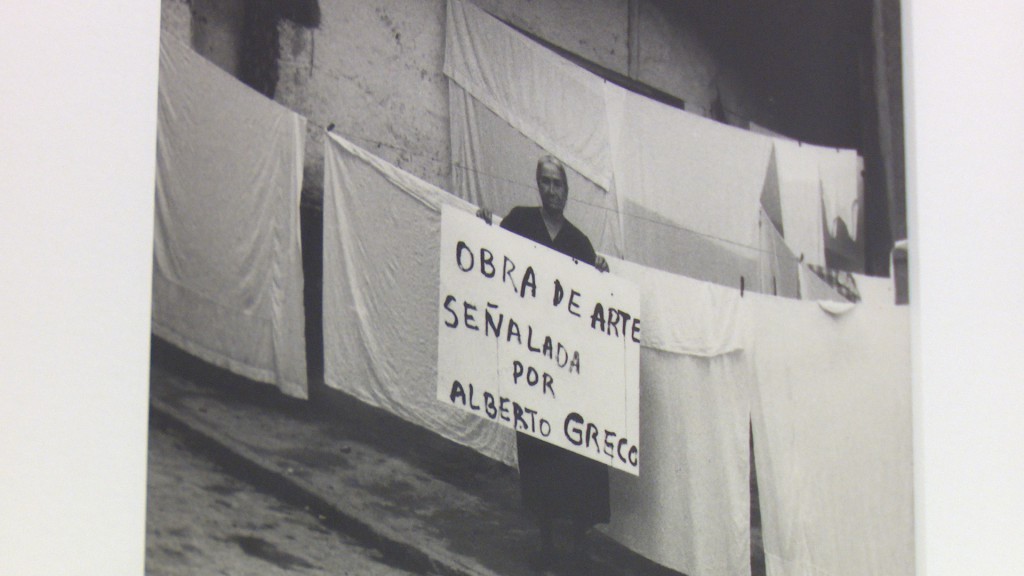 OBRA DE ARTE
SEÑALADA
POR
ALBERTO GRECO